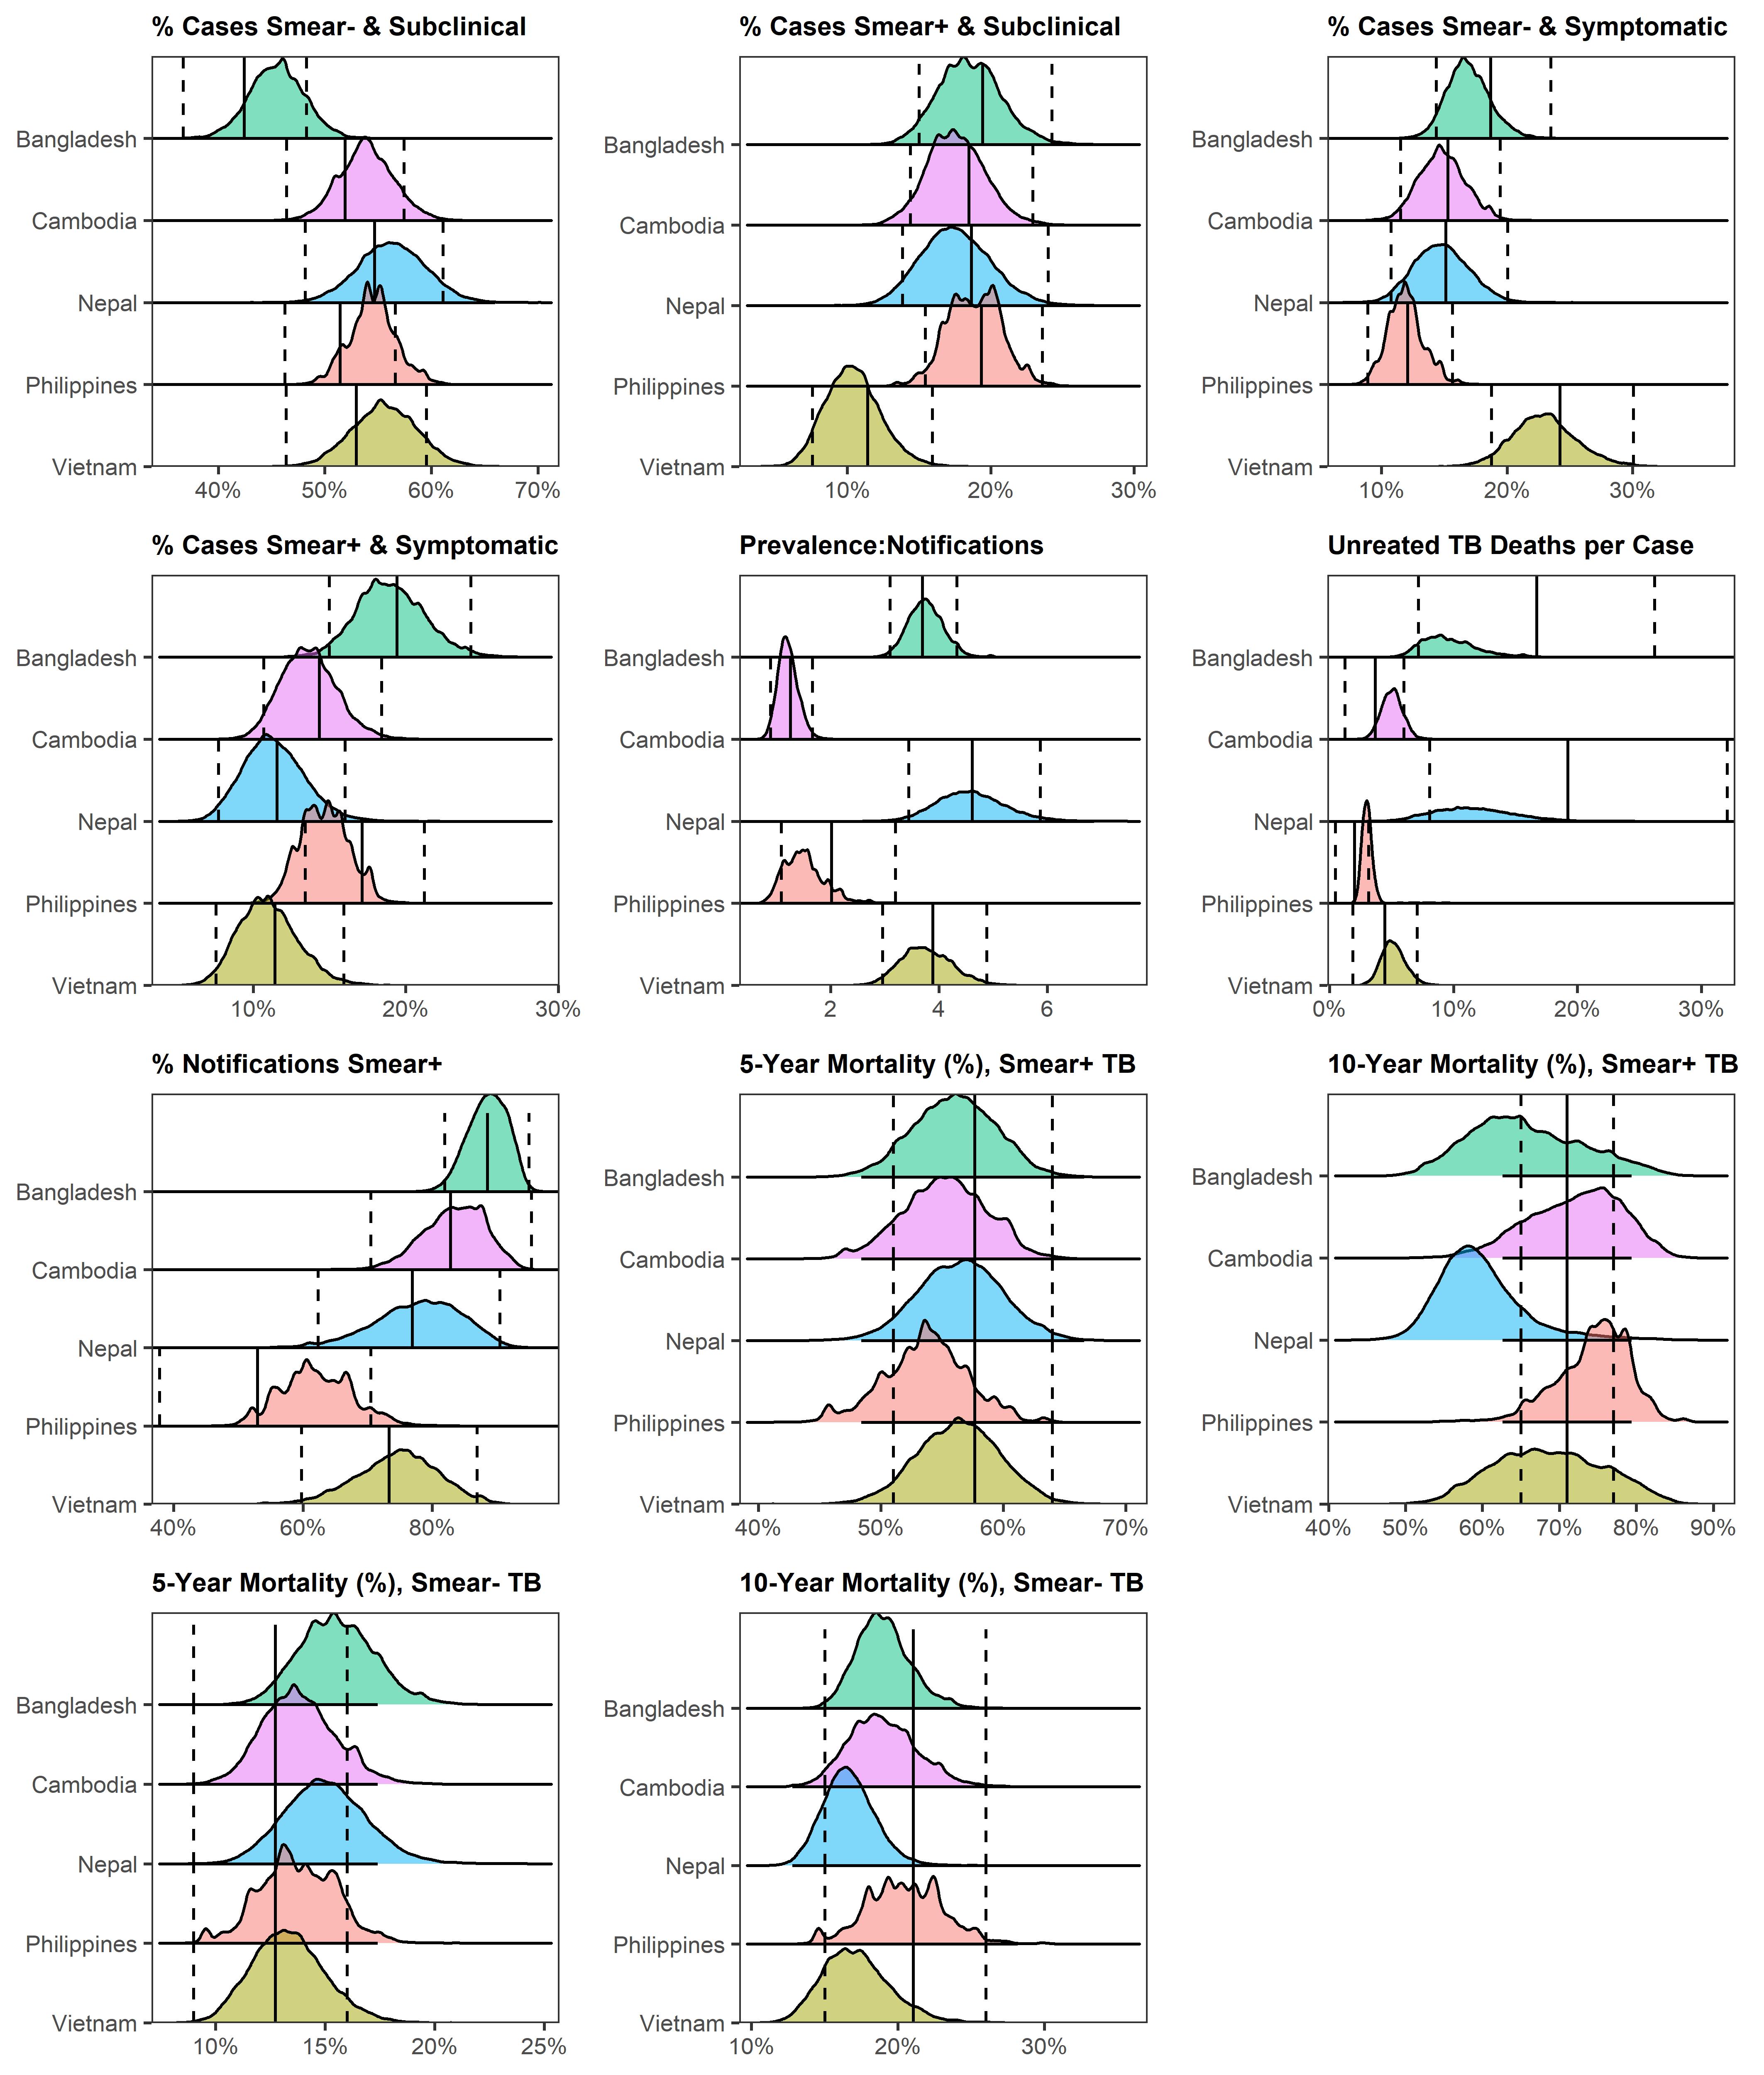 % Cases Smear- & Subclinical
% Cases Smear+ & Subclinical
% Cases Smear- & Symptomatic
Bangladesh
Cambodia
Nepal
Philippines
Vietnam
40% 50% 60% 70%
Bangladesh
Cambodia
Nepal
Philippines
Vietnam
10% 20% 30%
Bangladesh
Cambodia
Nepal
Philippines
Vietnam
10% 20% 30%
% Cases Smear+ & Symptomatic
Prevalence:Notifications
Unreated TB Deaths per Case
Bangladesh
Cambodia
Nepal
Philippines
Vietnam
10% 20% 30%
Bangladesh
Cambodia
Nepal
Philippines
Vietnam
2 4 6
Bangladesh
Cambodia
Nepal
Philippines
Vietnam
0% 10% 20% 30%
% Notifications Smear+
5-Year Mortality (%), Smear+ TB
10-Year Mortality (%), Smear+ TB
Bangladesh
Cambodia
Nepal
Philippines
Vietnam
40% 60% 80%
Bangladesh
Cambodia
Nepal
Philippines
Vietnam
40% 50% 60% 70%
Bangladesh
Cambodia
Nepal
Philippines
Vietnam
40% 50% 60% 70% 80% 90%
5-Year Mortality (%), Smear- TB
10-Year Mortality (%), Smear- TB
Bangladesh
Cambodia
Nepal
Philippines
Vietnam
10% 15% 20% 25%
Bangladesh
Cambodia
Nepal
Philippines
Vietnam
10% 20% 30%